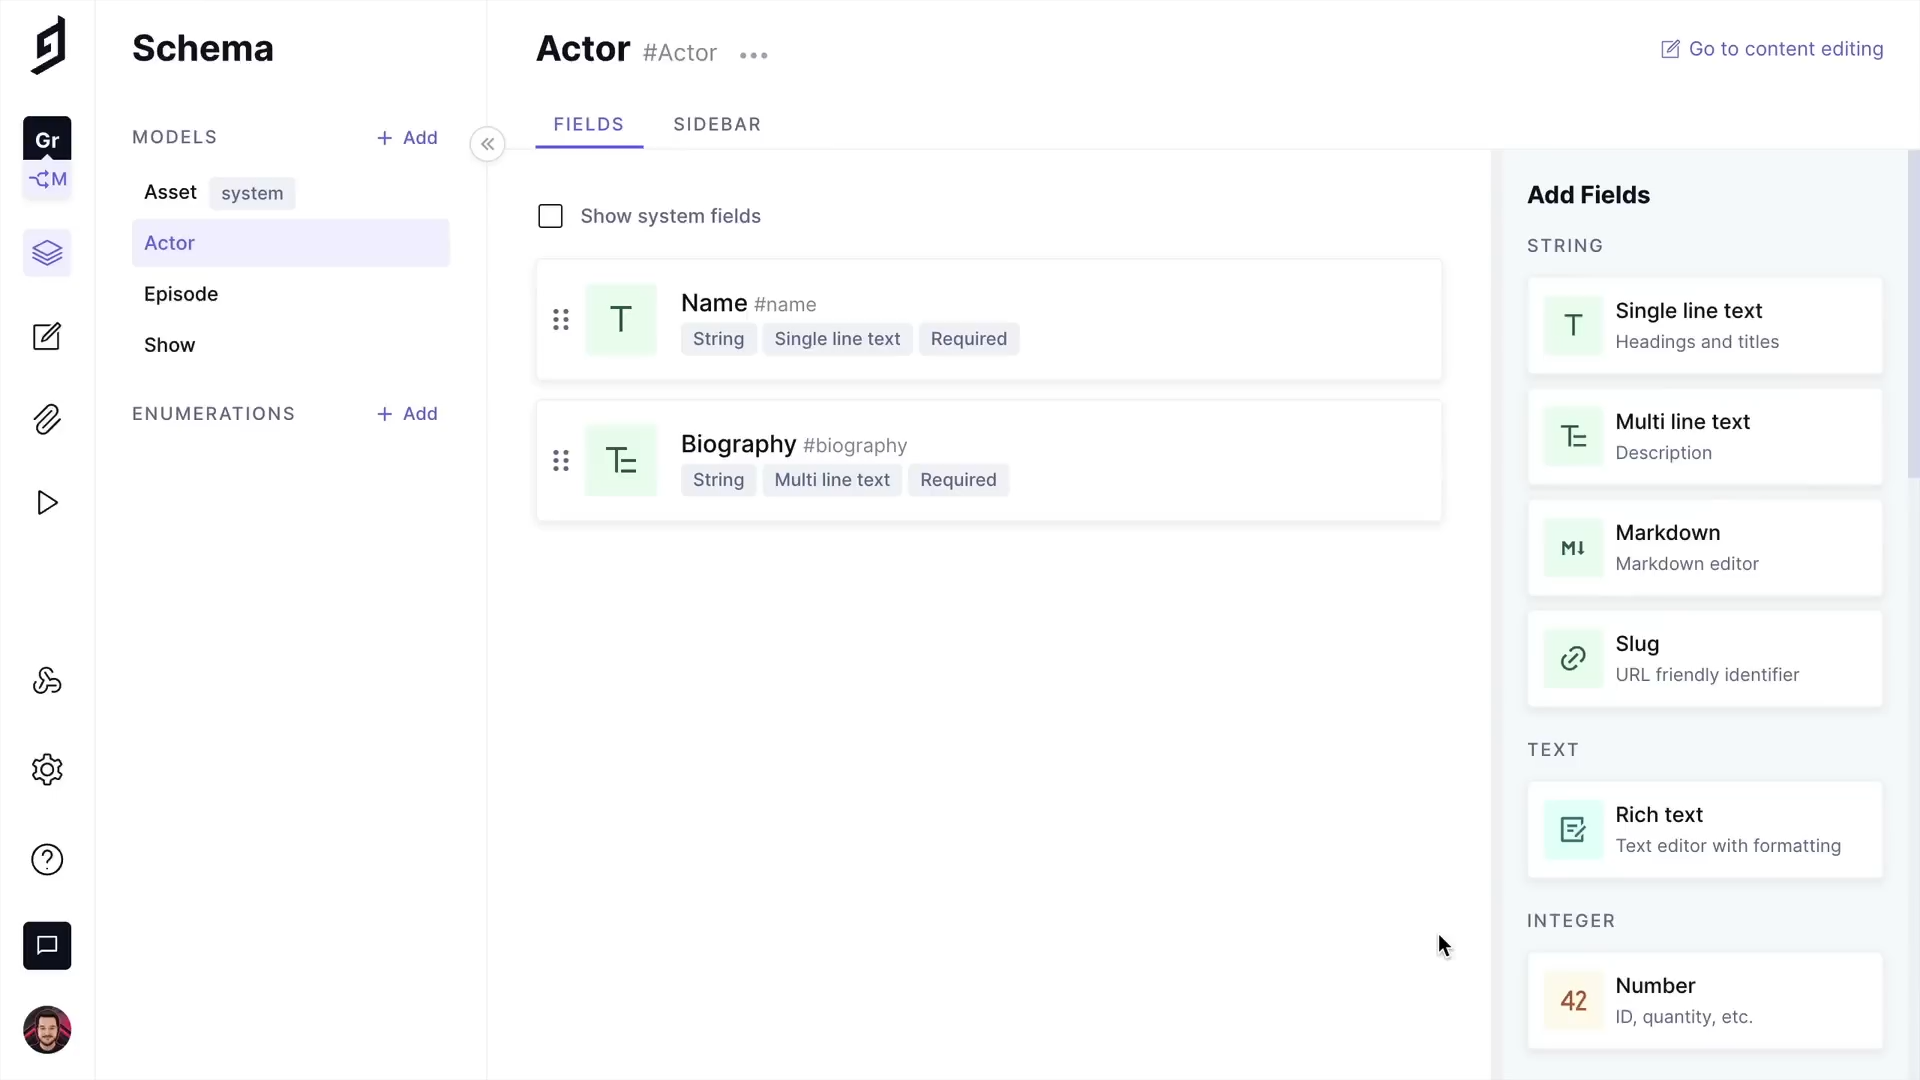 Schema
Actor #Actor
Go to content editing
Gr
M
MODELS
+ Add
Asset system
Actor
Episode
Show
ENUMERATIONS
+ Add
FIELDS
SIDEBAR
Show system fields
T
Name #name
String Single line text Required
Biography #biography
String Multi line text Required
Add Fields
STRING
T
Single line text
Headings and titles
Multi line text
Description
M↓
Markdown
Markdown editor
Slug
URL friendly identifier
TEXT
Rich text
Text editor with formatting
INTEGER
42
Number
ID, quantity, etc.